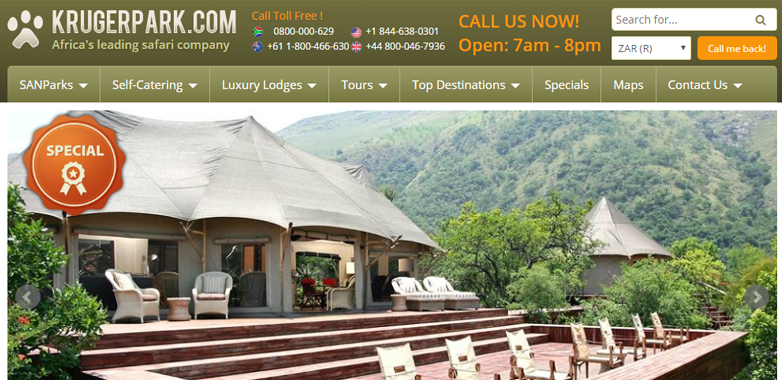 KRUGERPARK.COM
Africa's leading safari company
Call Toll Free !
0800-000-629
+1 844-638-0301
+61 1-800-466-630
+44 800-046-7936
CALL US NOW!
Open: 7am - 8pm
Search for...
ZAR (R)
Call me back!
SANParks
Self-Catering
Luxury Lodges
Tours
Top Destinations
Specials
Maps
Contact Us
SPECIAL